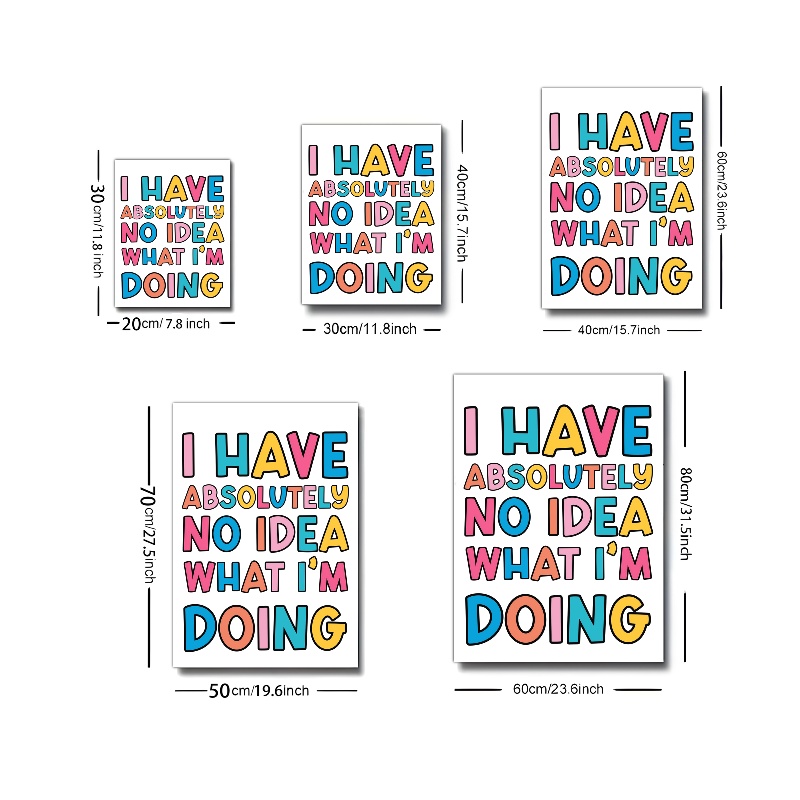 I HAVE
ABSOLUTELY
NO IDEA
WHAT I'M
DOING
30cm/11.8 inch
20cm/7.8 inch
I HAVE
ABSOLUTELY
NO IDEA
WHAT I'M
DOING
40cm/15.7inch
30cm/11.8inch
I HAVE
ABSOLUTELY
NO IDEA
WHAT I'M
DOING
60cm/23.6inch
40cm/15.7inch
70cm/27.5inch
I HAVE
ABSOLUTELY
NO IDEA
WHAT I'M
DOING
50cm/19.6inch
I HAVE
ABSOLUTELY
NO IDEA
WHAT I'M
DOING
80cm/31.5inch
60cm/23.6inch